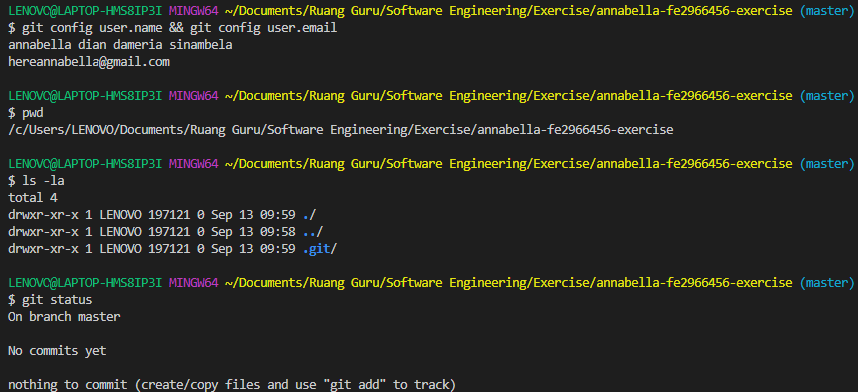 LENOVO@LAPTOP-HMS8IP3I MINGW64 ~/Documents/Ruang Guru/Software Engineering/Exercise/annabella-fe2966456-exercise (master)
$ git config user.name && git config user.email
annabella dian dameria sinambela
hereannabella@gmail.com
LENOVO@LAPTOP-HMS8IP3I MINGW64 ~/Documents/Ruang Guru/Software Engineering/Exercise/annabella-fe2966456-exercise (master)
$ pwd
/c/Users/LENOVO/Documents/Ruang Guru/Software Engineering/Exercise/annabella-fe2966456-exercise
LENOVO@LAPTOP-HMS8IP3I MINGW64 ~/Documents/Ruang Guru/Software Engineering/Exercise/annabella-fe2966456-exercise (master)
$ ls -la
total 4
drwxr-xr-x 1 LENOVO 197121 0 Sep 13 09:59 ./
drwxr-xr-x 1 LENOVO 197121 0 Sep 13 09:58 ../
drwxr-xr-x 1 LENOVO 197121 0 Sep 13 09:59 .git/
LENOVO@LAPTOP-HMS8IP3I MINGW64 ~/Documents/Ruang Guru/Software Engineering/Exercise/annabella-fe2966456-exercise (master)
$ git status
On branch master
No commits yet
nothing to commit (create/copy files and use "git add" to track)